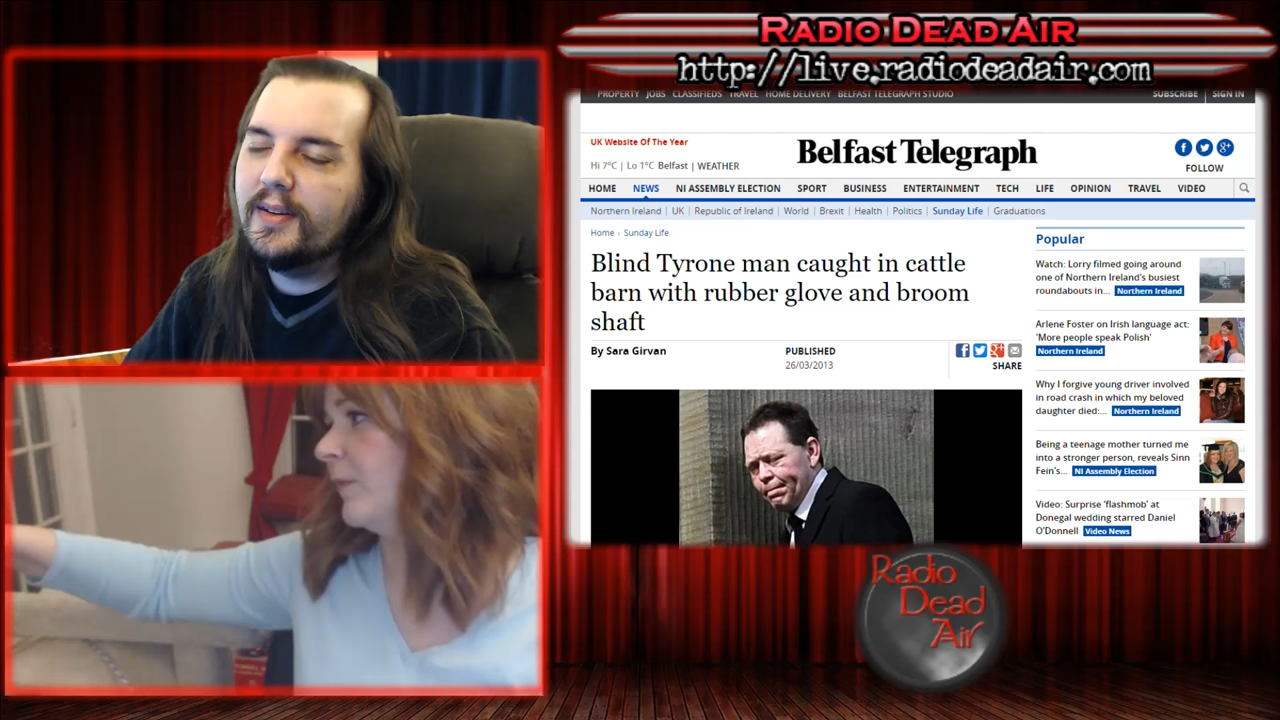 Radio Dead Air
http://live.radiodeadair.com
PROPERTY JOBS CLASSIFIEDS TRAVEL HOME DELIVERY BELFAST TELEGRAPH STUDIO
SUBSCRIBE SIGN IN
UK Website Of The Year
Hi 7°C | Lo 1°C Belfast | WEATHER
Belfast Telegraph
FOLLOW
HOME NEWS NI ASSEMBLY ELECTION SPORT BUSINESS ENTERTAINMENT TECH LIFE OPINION TRAVEL VIDEO
Northern Ireland | UK | Republic of Ireland | World | Brexit | Health | Politics | Sunday Life | Graduations
Home › Sunday Life
Blind Tyrone man caught in cattle
barn with rubber glove and broom
shaft
By Sara Girvan
PUBLISHED
26/03/2013
SHARE
Popular
Watch: Lorry filmed going around
one of Northern Ireland's busiest
roundabouts in... Northern Ireland
Arlene Foster on Irish language act:
'More people speak Polish'
Northern Ireland
Why I forgive young driver involved
in road crash in which my beloved
daughter died:... Northern Ireland
Being a teenage mother turned me
into a stronger person, reveals Sinn
Fein's... NI Assembly Election
Video: Surprise 'flashmob' at
Donegal wedding starred Daniel
O'Donnell Video News
Radio
Dead
Air